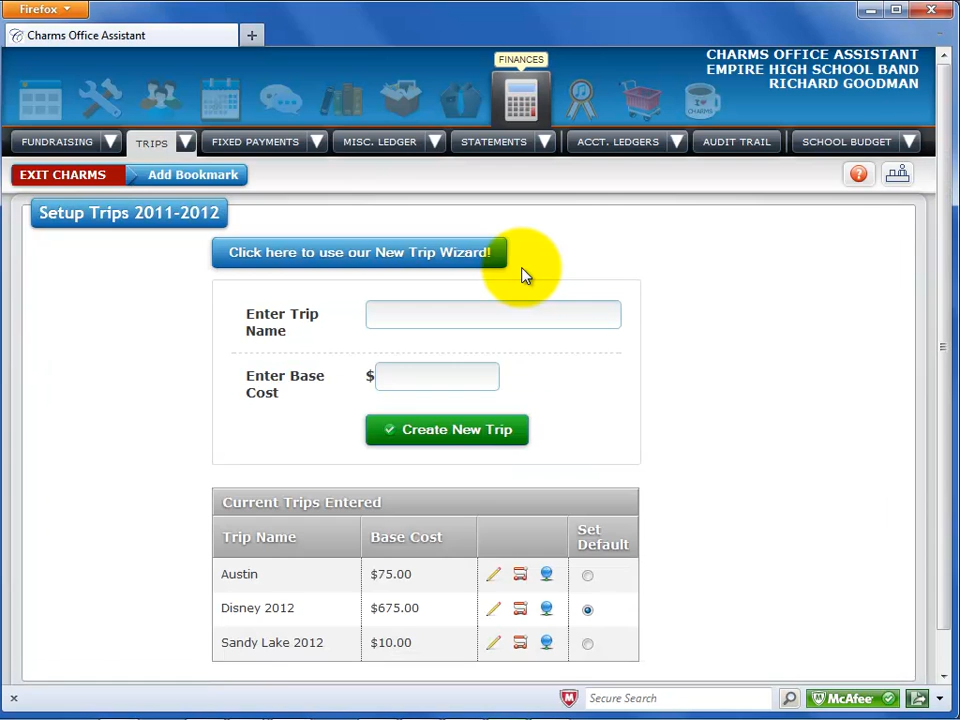 Firefox
Charms Office Assistant
FINANCES
CHARMS OFFICE ASSISTANT
EMPIRE HIGH SCHOOL BAND
RICHARD GOODMAN
FUNDRAISING TRIPS FIXED PAYMENTS MISC. LEDGER STATEMENTS ACCT. LEDGERS AUDIT TRAIL SCHOOL BUDGET
EXIT CHARMS Add Bookmark
Setup Trips 2011-2012
Click here to use our New Trip Wizard!
Enter Trip
Name
Enter Base
Cost
$
Create New Trip
Current Trips Entered
Trip Name Base Cost Set
Default
Austin $75.00
Disney 2012 $675.00
Sandy Lake 2012 $10.00
Secure Search McAfee